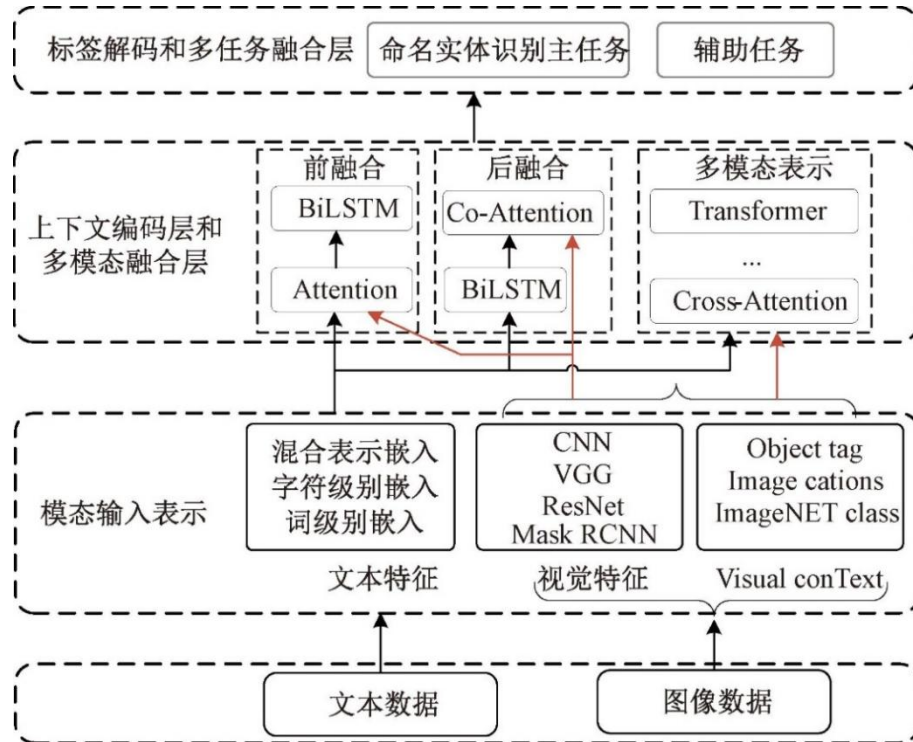 标签解码和多任务融合层 命名实体识别主任务 辅助任务
前融合 后融合 多模态表示
BiLSTM Co-Attention Transformer
上下文编码层和
多模态融合层
...
Attention BiLSTM Cross-Attention
模态输入表示
混合表示嵌入
字符级别嵌入
词级别嵌入
文本特征
CNN
VGG
ResNet
Mask RCNN
视觉特征
Object tag
Image cations
ImageNET class
Visual conText
文本数据 图像数据